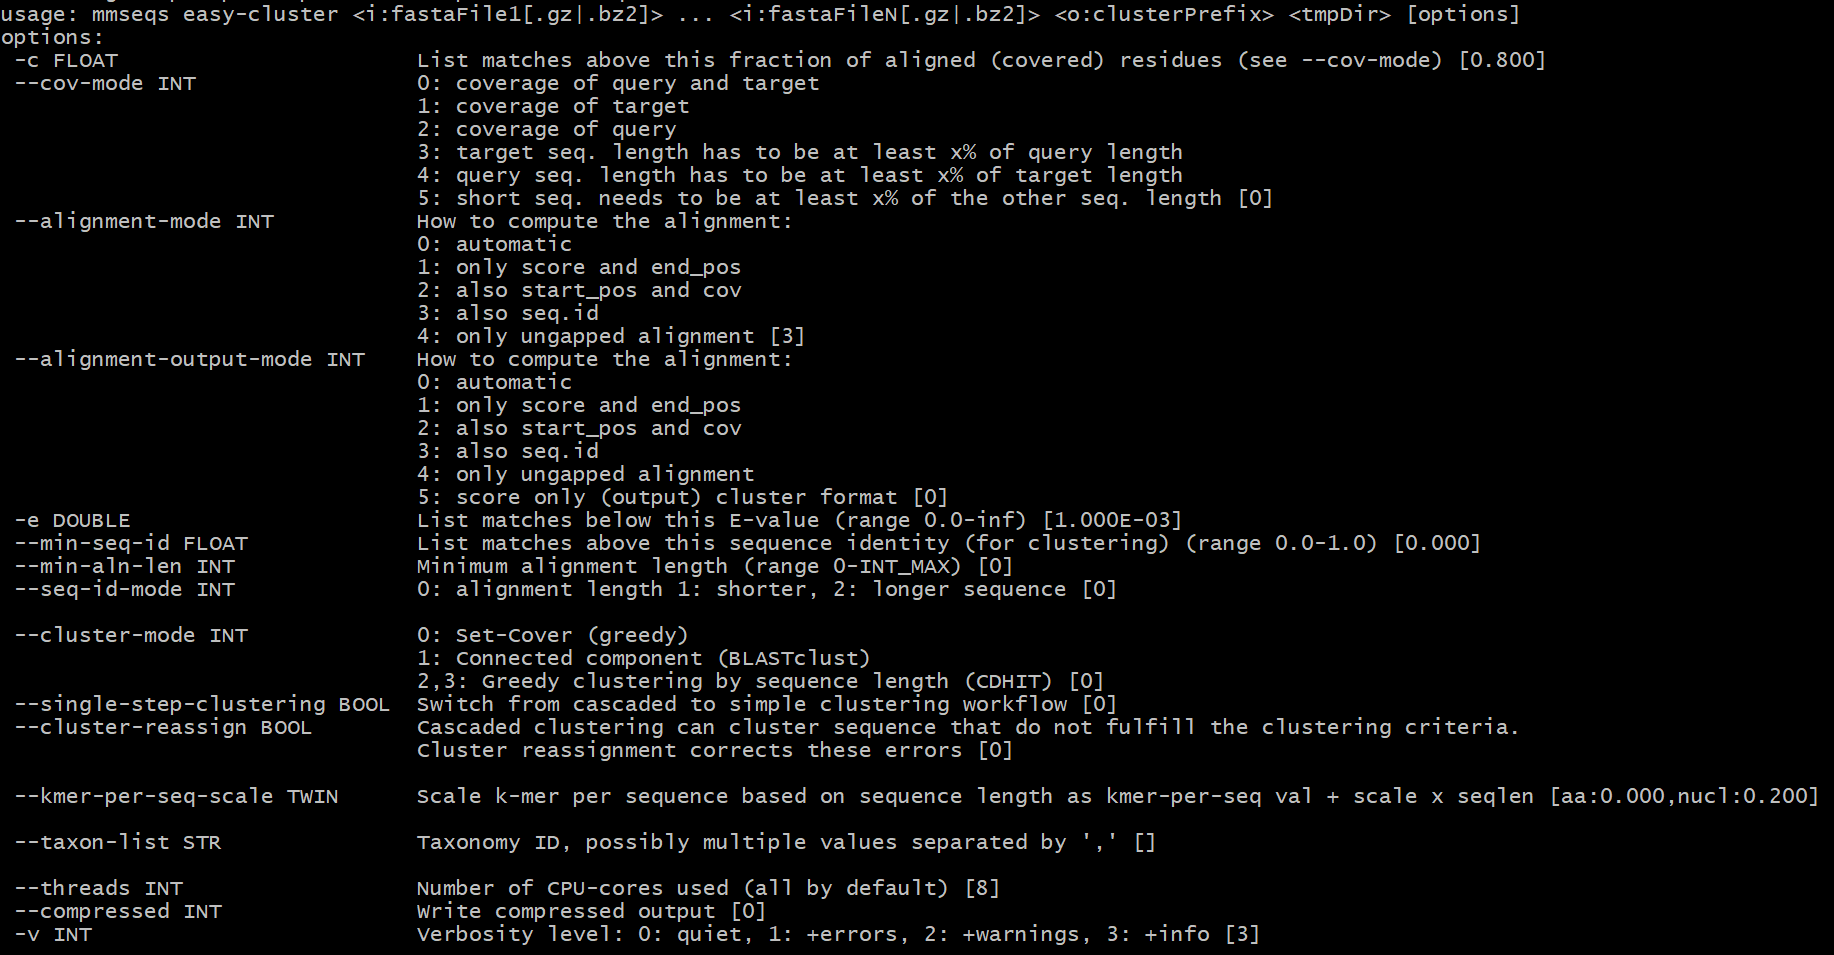 usage: mmseqs easy-cluster <i:fastaFile1[.gz|.bz2]> ... <i:fastaFileN[.gz|.bz2]> <o:clusterPrefix> <tmpDir> [options]
options:
-c FLOAT List matches above this fraction of aligned (covered) residues (see --cov-mode) [0.800]
--cov-mode INT 0: coverage of query and target
1: coverage of target
2: coverage of query
3: target seq. length has to be at least x% of query length
4: query seq. length has to be at least x% of target length
5: short seq. needs to be at least x% of the other seq. length [0]
--alignment-mode INT How to compute the alignment:
0: automatic
1: only score and end_pos
2: also start_pos and cov
3: also seq.id
4: only ungapped alignment [3]
--alignment-output-mode INT How to compute the alignment:
0: automatic
1: only score and end_pos
2: also start_pos and cov
3: also seq.id
4: only ungapped alignment
5: score only (output) cluster format [0]
-e DOUBLE List matches below this E-value (range 0.0-inf) [1.000E-03]
--min-seq-id FLOAT List matches above this sequence identity (for clustering) (range 0.0-1.0) [0.000]
--min-aln-len INT Minimum alignment length (range 0-INT_MAX) [0]
--seq-id-mode INT 0: alignment length 1: shorter, 2: longer sequence [0]
--cluster-mode INT 0: Set-Cover (greedy)
1: Connected component (BLASTclust)
2,3: Greedy clustering by sequence length (CDHIT) [0]
--single-step-clustering BOOL Switch from cascaded to simple clustering workflow [0]
--cluster-reassign BOOL Cascaded clustering can cluster sequence that do not fulfill the clustering criteria.
Cluster reassignment corrects these errors [0]
--kmer-per-seq-scale TWIN Scale k-mer per sequence based on sequence length as kmer-per-seq val + scale x seqlen [aa:0.000,nucl:0.200]
--taxon-list STR Taxonomy ID, possibly multiple values separated by ',' []
--threads INT Number of CPU-cores used (all by default) [8]
--compressed INT Write compressed output [0]
-v INT Verbosity level: 0: quiet, 1: +errors, 2: +warnings, 3: +info [3]